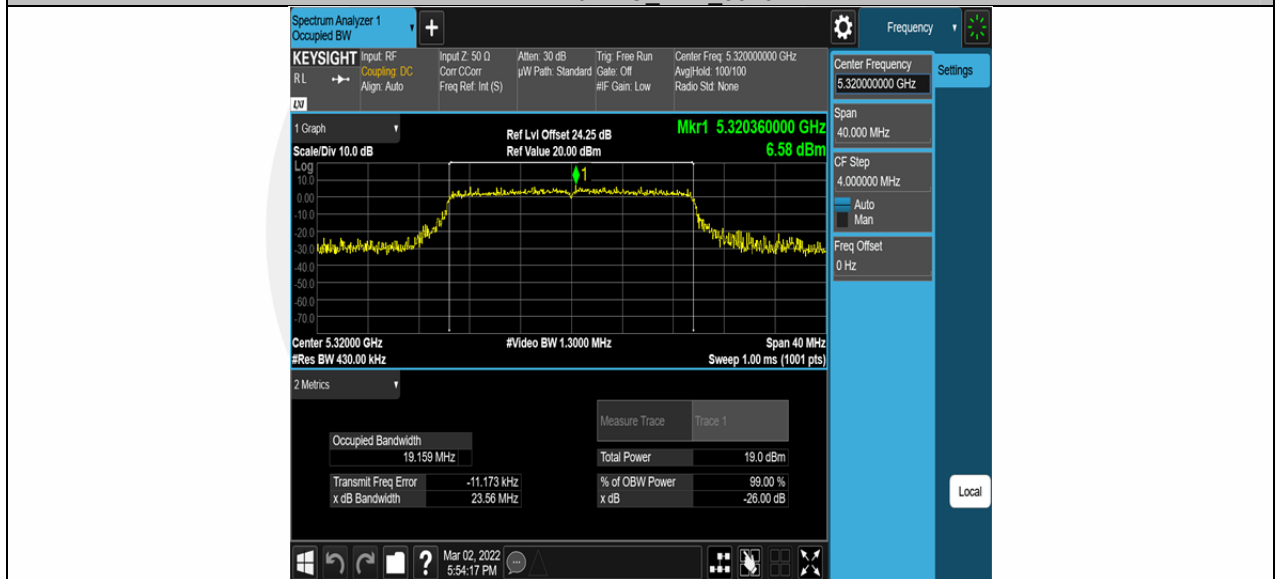 Spectrum Analyzer 1
Occupied BW
+
Frequency
KEYSIGHT
RL
LXI
Input: RF
Coupling: DC
Align: Auto
Input Z: 50 Ω
Corr CCorr
Freq Ref: Int (S)
Atten: 30 dB
µW Path: Standard
Trig: Free Run
Gate: Off
#IF Gain: Low
Center Freq: 5.320000000 GHz
Avg|Hold: 100/100
Radio Std: None
Center Frequency
5.320000000 GHz
Settings
Span
40.000 MHz
CF Step
4.000000 MHz
Auto
Man
Freq Offset
0 Hz
1 Graph
Scale/Div 10.0 dB
Ref Lvl Offset 24.25 dB
Ref Value 20.00 dBm
Mkr1 5.320360000 GHz
6.58 dBm
Log
1
10.0
0.00
-10.0
-20.0
-30.0
-40.0
-50.0
-60.0
-70.0
Center 5.32000 GHz
#Video BW 1.3000 MHz
Span 40 MHz
#Res BW 430.00 kHz
Sweep 1.00 ms (1001 pts)
2 Metrics
Measure Trace
Trace 1
Occupied Bandwidth
19.159 MHz
Total Power
19.0 dBm
Transmit Freq Error
-11.173 kHz
% of OBW Power
99.00 %
x dB Bandwidth
23.56 MHz
x dB
-26.00 dB
Local
?
Mar 02, 2022
5:54:17 PM